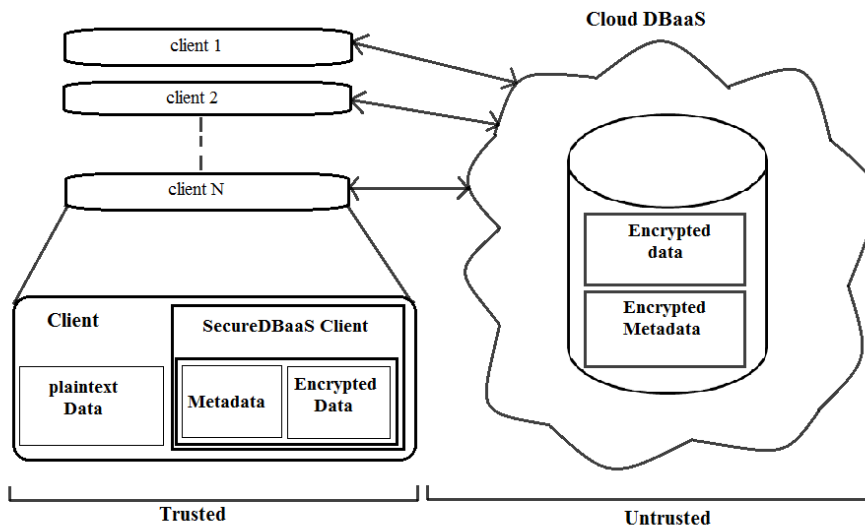 Cloud DBaaS
client 1
client 2
client N
Encrypted
data
Encrypted
Metadata
Client
SecureDBaaS Client
plaintext
Data
Metadata
Encrypted
Data
Trusted
Untrusted